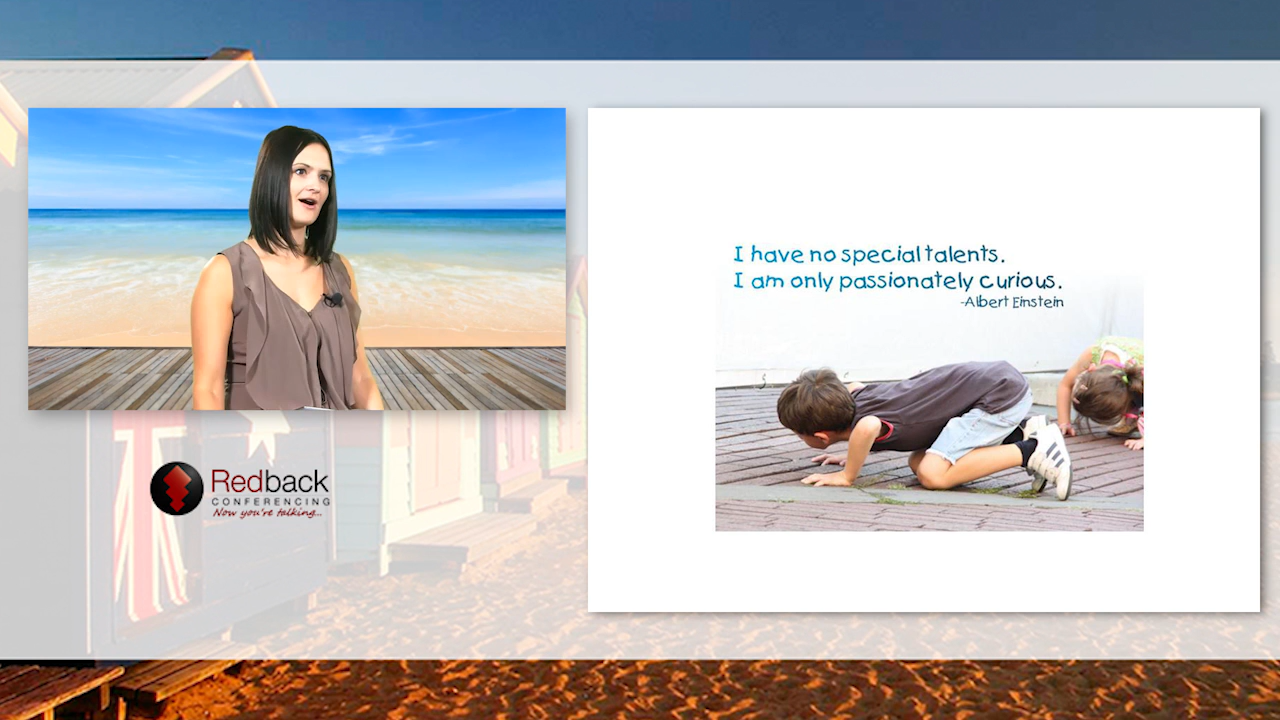 Redback
CONFERENCING
Now you're talking...
I have no special talents.
I am only passionately curious.
-Albert Einstein